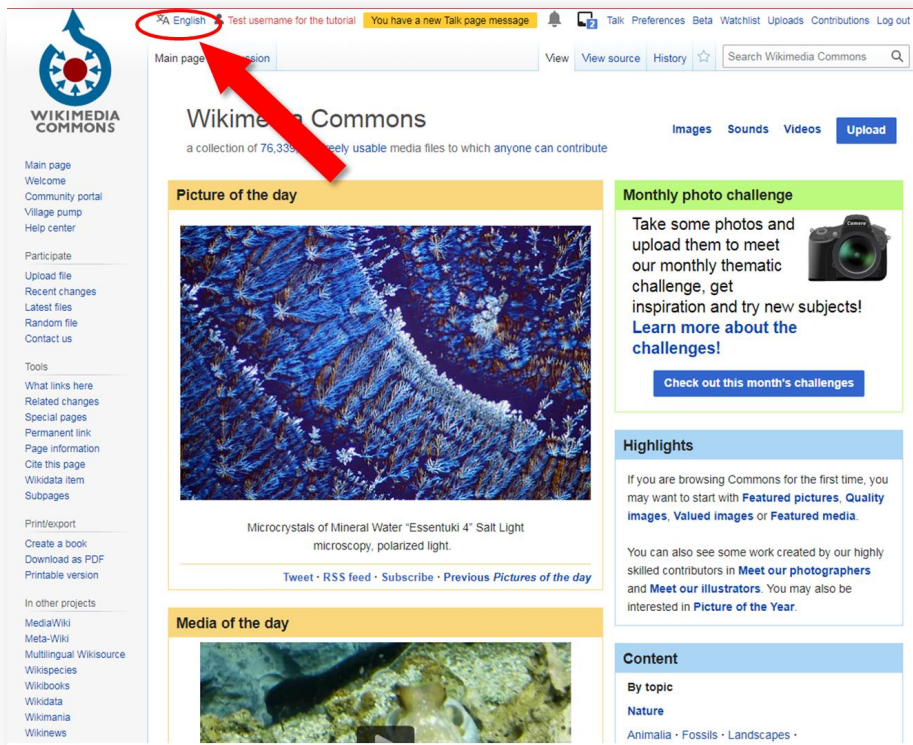 English Test username for the tutorial You have a new Talk page message 2 Talk Preferences Beta Watchlist Uploads Contributions Log out
Main page View View source History Search Wikimedia Commons
WIKIMEDIA
COMMONS
Commons
a collection of usable media files to which anyone can contribute
Images Sounds Videos Upload
Main page
Welcome
Community portal
Village pump
Help center
Participate
Upload file
Recent changes
Latest files
Random file
Contact us
Tools
What links here
Related changes
Special pages
Permanent link
Page information
Cite this page
Wikidata item
Subpages
Print/export
Create a book
Download as PDF
Printable version
In other projects
MediaWiki
Meta-Wiki
Multilingual Wikisource
Wikispecies
Wikibooks
Wikidata
Wikimania
Wikinews
Picture of the day
Microcrystals of Mineral Water “Essentuki 4” Salt Light
microscopy, polarized light.
Tweet · RSS feed · Subscribe · Previous Pictures of the day
Media of the day
Monthly photo challenge
Take some photos and
upload them to meet
our monthly thematic
challenge, get
inspiration and try new subjects!
Learn more about the
challenges!
Camera
Check out this month's challenges
Highlights
If you are browsing Commons for the first time, you
may want to start with Featured pictures, Quality
images, Valued images or Featured media.
You can also see some work created by our highly
skilled contributors in Meet our photographers
and Meet our illustrators. You may also be
interested in Picture of the Year.
Content
By topic
Nature
Animalia · Fossils · Landscapes ·